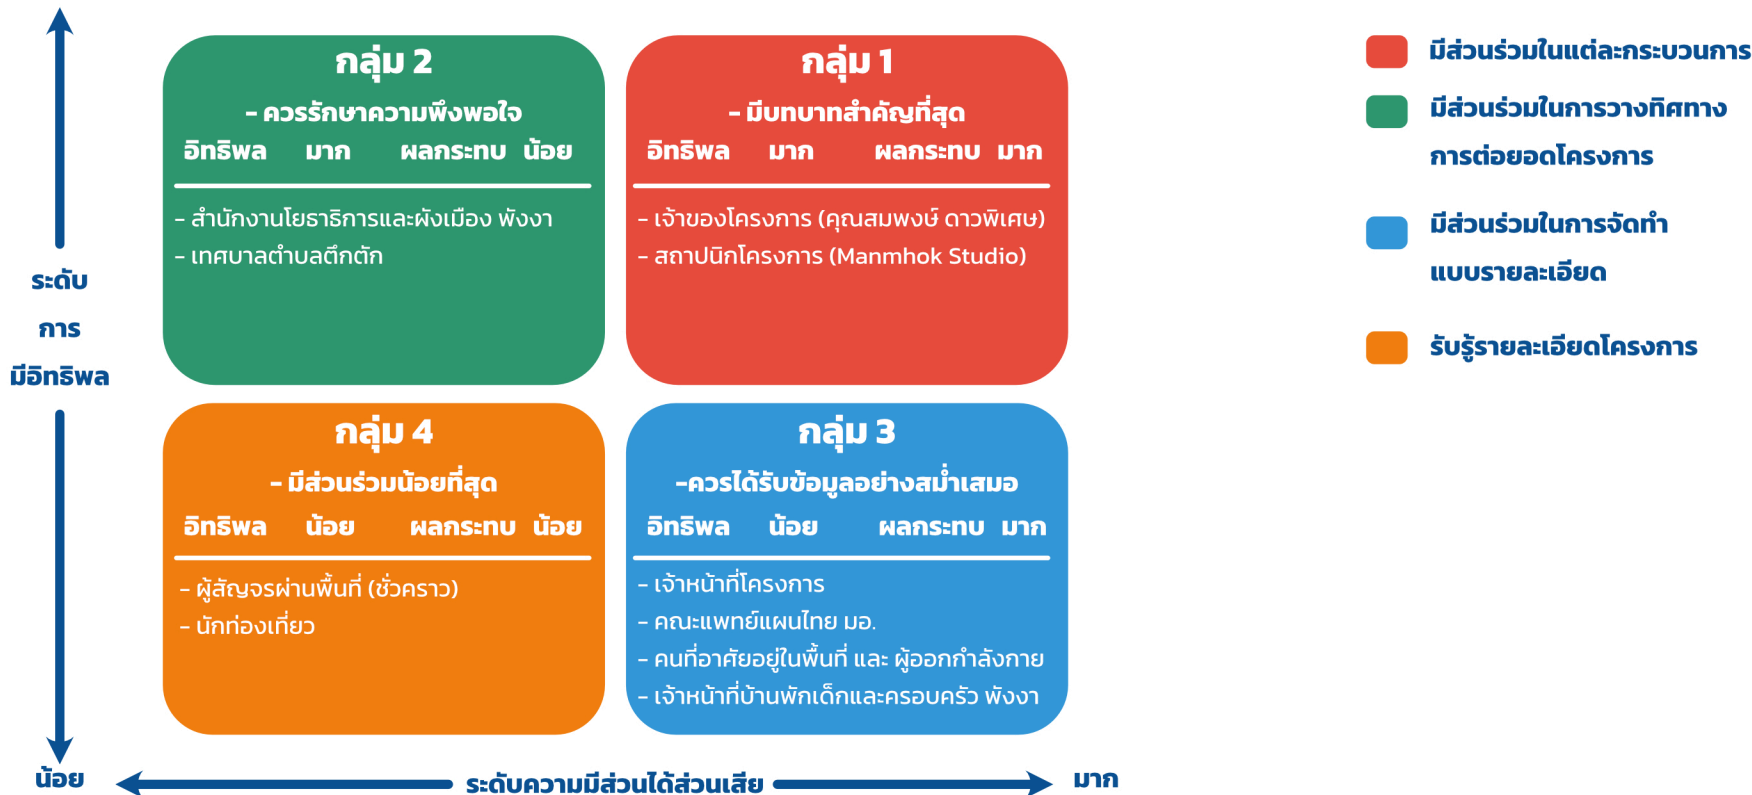 กลุ่ม 2
- ควรรักษาความพึงพอใจ
อิทธิพล มาก ผลกระทบ น้อย
- สำนักงานโยธาธิการและผังเมือง พังงา
- เทศบาลตำบลตึกตัก
กลุ่ม 1
- มีบทบาทสำคัญที่สุด
อิทธิพล มาก ผลกระทบ มาก
- เจ้าของโครงการ (คุณสมพงษ์ ดาวพิเศษ)
- สถาปนิกโครงการ (Manmhok Studio)
มีส่วนร่วมในแต่ละกระบวนการ
มีส่วนร่วมในการวางทิศทาง
การต่อยอดโครงการ
มีส่วนร่วมในการจัดทำ
แบบรายละเอียด
รับรู้รายละเอียดโครงการ
ระดับ
การ
มีอิทธิพล
กลุ่ม 4
- มีส่วนร่วมน้อยที่สุด
อิทธิพล น้อย ผลกระทบ น้อย
- ผู้สัญจรผ่านพื้นที่ (ชั่วคราว)
- นักท่องเที่ยว
กลุ่ม 3
-ควรได้รับข้อมูลอย่างสม่ำเสมอ
อิทธิพล น้อย ผลกระทบ มาก
- เจ้าหน้าที่โครงการ
- คณะแพทย์แผนไทย มอ.
- คนที่อาศัยอยู่ในพื้นที่ และ ผู้ออกกำลังกาย
- เจ้าหน้าที่บ้านพักเด็กและครอบครัว พังงา
น้อย
ระดับความมีส่วนได้ส่วนเสีย
มาก